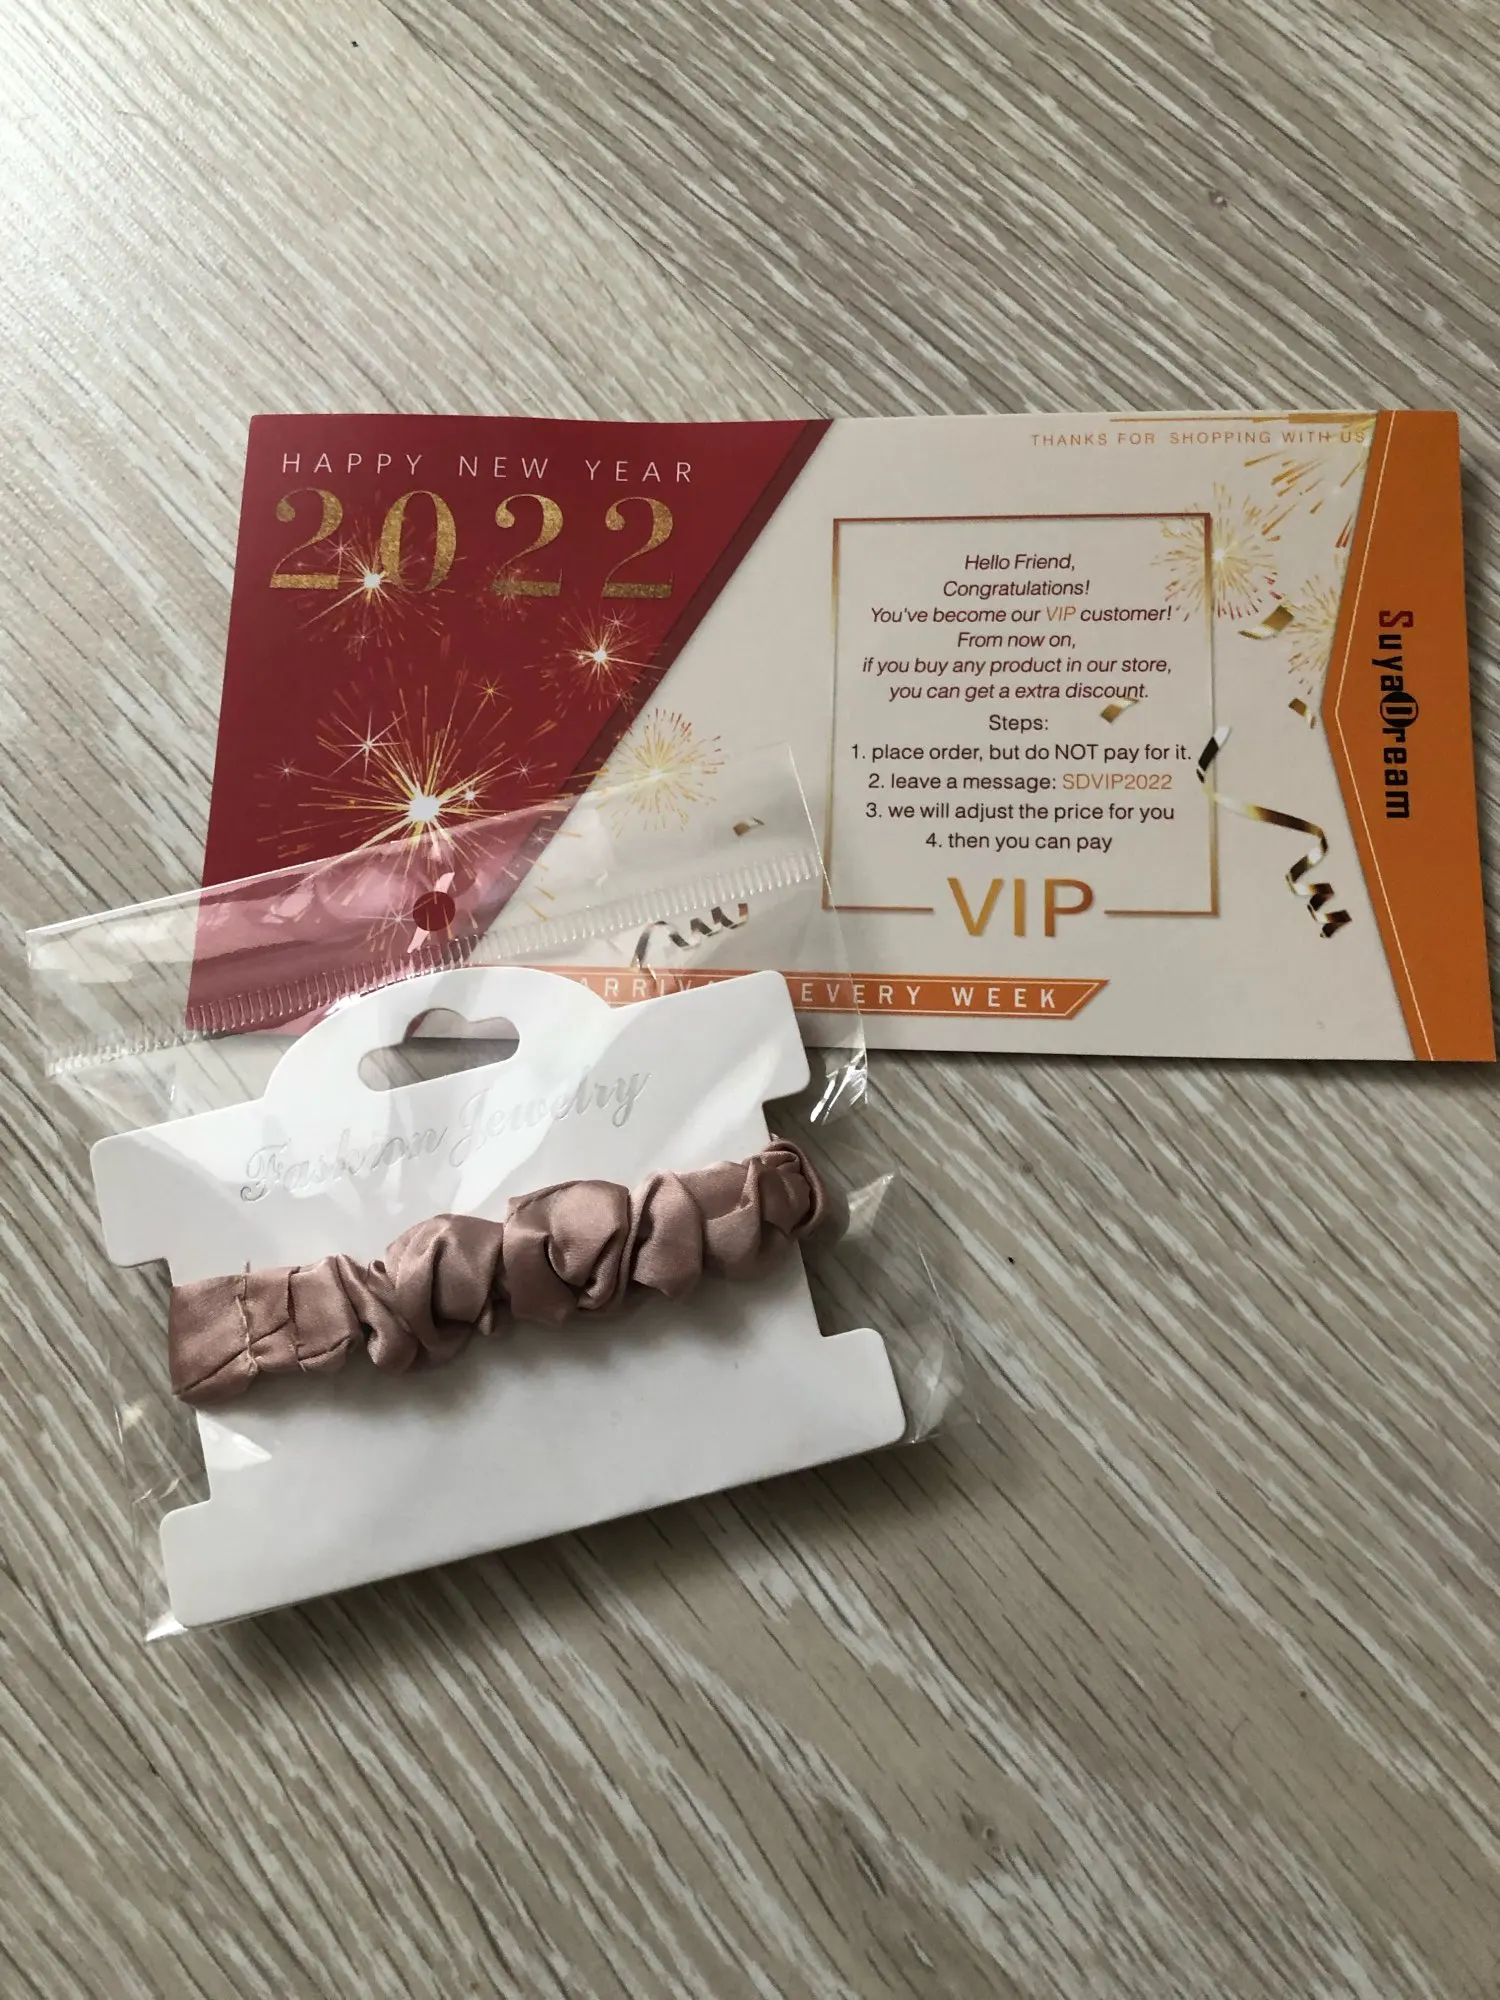 HAPPY NEW YEAR
2022
THANKS FOR SHOPPING WITH US
Hello Friend,
Congratulations!
You've become our VIP customer!
From now on,
if you buy any product in our store,
you can get a extra discount.
Steps:
1. place order, but do NOT pay for it.
2. leave a message: SDVIP2022
3. we will adjust the price for you
4. then you can pay
VIP
EVERY WEEK
SuyaDream
Fashion Jewelry